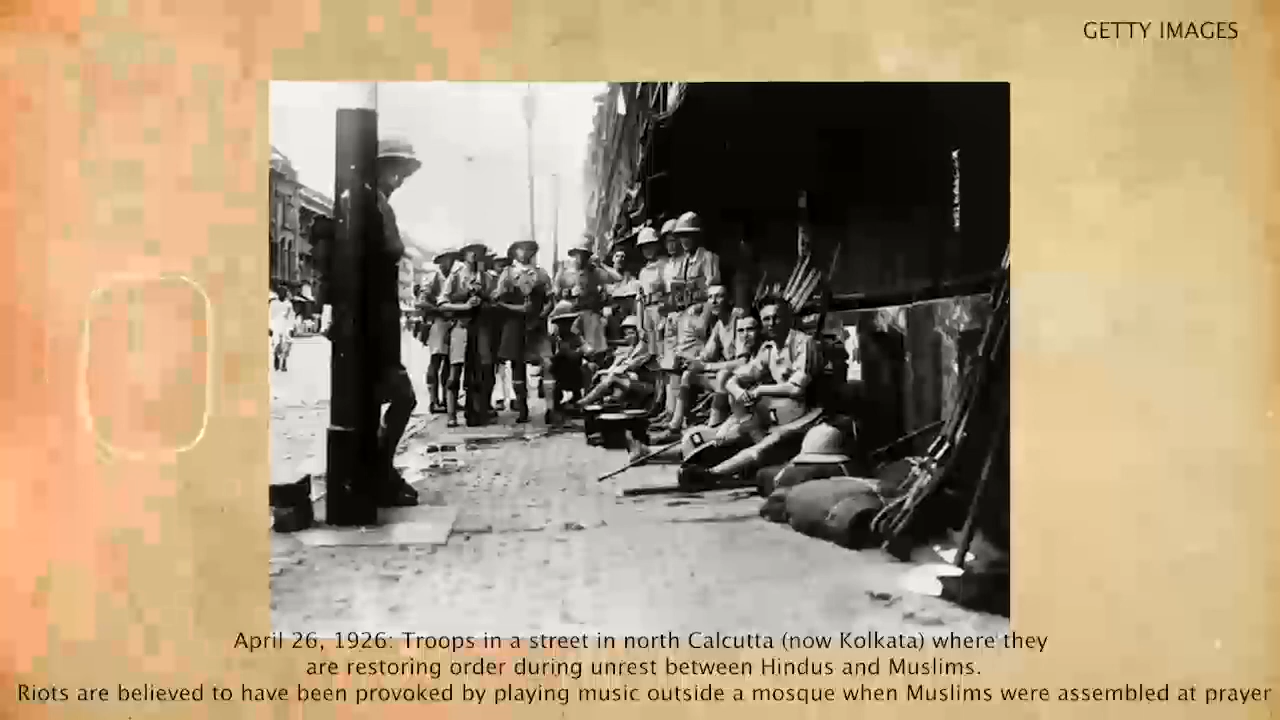 GETTY IMAGES
April 26, 1926: Troops in a street in north Calcutta (now Kolkata) where they
are restoring order during unrest between Hindus and Muslims.
Riots are believed to have been provoked by playing music outside a mosque when Muslims were assembled at prayer